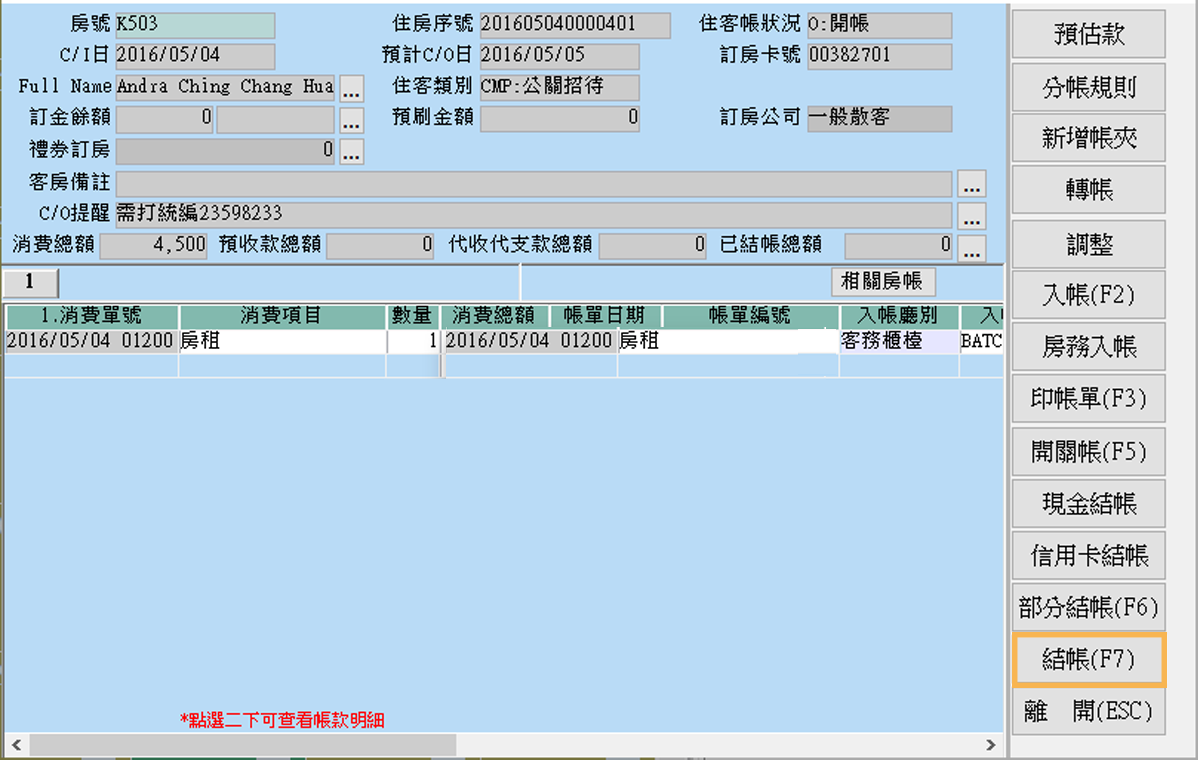 房號 K503 住房序號 201605040000401 住客帳狀況 O:開帳
C/I日 2016/05/04 預計C/O日 2016/05/05 訂房卡號 00382701
Full Name Andra Ching Chang Hua ... 住客類別 CMP:公關招待
訂金餘額 0 ... 預刷金額 0 訂房公司 一般散客
禮券訂房 0 ...
客房備註 ...
C/O提醒 需打統編23598233 ...
消費總額 4,500 預收款總額 0 代收代支款總額 0 已結帳總額 0 ...
1 相關房帳
1.消費單號 消費項目 數量 消費總額 帳單日期 帳單編號 入帳廳別 入
2016/05/04 01200 房租 1 2016/05/04 01200 房租 客務櫃檯 BATC
*點選二下可查看帳款明細
預估款
分帳規則
新增帳夾
轉帳
調整
入帳(F2)
房務入帳
印帳單(F3)
開關帳(F5)
現金結帳
信用卡結帳
部分結帳(F6)
結帳(F7)
離 開(ESC)